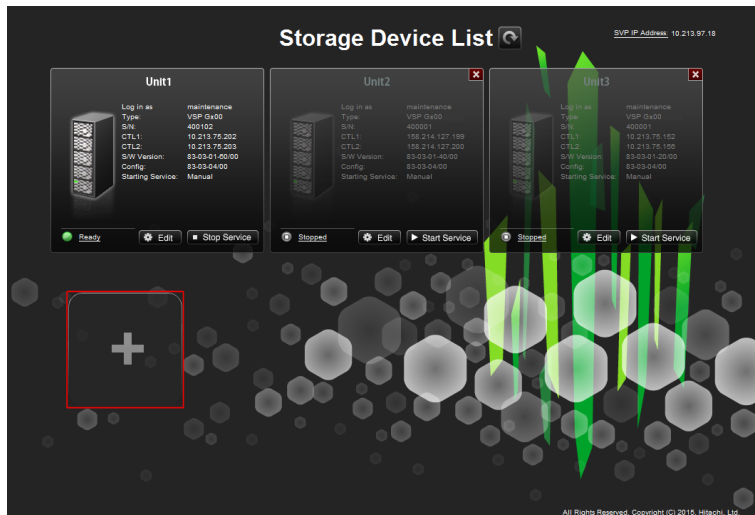 Storage Device List
SVP IP Address: 10.213.97.18
Unit1
Log in as maintenance
Type: VSP Gx00
S/N: 400102
CTL1: 10.213.75.202
CTL2: 10.213.75.203
S/W Version: 83-03-01-60/00
Config: 83-03-04/00
Starting Service: Manual
Ready Edit Stop Service
Unit2
Log in as maintenance
Type: VSP Gx00
S/N: 400001
CTL1: 158.214.127.199
CTL2: 158.214.127.200
S/W Version: 83-03-01-40/00
Config: 83-03-04/00
Starting Service: Manual
Stopped Edit Start Service
Unit3
Log in as maintenance
Type: VSP Gx00
S/N: 400001
CTL1: 10.213.75.152
CTL2: 10.213.75.156
S/W Version: 83-03-01-20/00
Config: 83-03-04/00
Starting Service: Manual
Stopped Edit Start Service
All Rights Reserved. Copyright (C) 2015, Hitachi, Ltd.